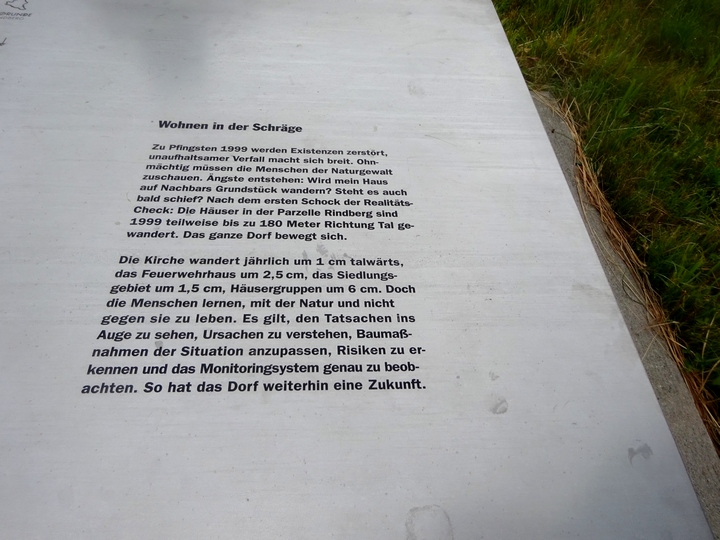 Wohnen in der Schräge
Zu Pfingsten 1999 werden Existenzen zerstört,
unaufhaltsamer Verfall macht sich breit. Ohn-
mächtig müssen die Menschen der Naturgewalt
zuschauen. Ängste entstehen: Wird mein Haus
auf Nachbars Grundstück wandern? Steht es auch
bald schief? Nach dem ersten Schock der Realitäts-
Check: Die Häuser in der Parzelle Rindberg sind
1999 teilweise bis zu 180 Meter Richtung Tal ge-
wandert. Das ganze Dorf bewegt sich.
Die Kirche wandert jährlich um 1 cm talwärts,
das Feuerwehrhaus um 2,5 cm, das Siedlungs-
gebiet um 1,5 cm, Häusergruppen um 6 cm. Doch
die Menschen lernen, mit der Natur und nicht
gegen sie zu leben. Es gilt, den Tatsachen ins
Auge zu sehen, Ursachen zu verstehen, Baumaß-
nahmen der Situation anzupassen, Risiken zu er-
kennen und das Monitoringsystem genau zu beob-
achten. So hat das Dorf weiterhin eine Zukunft.